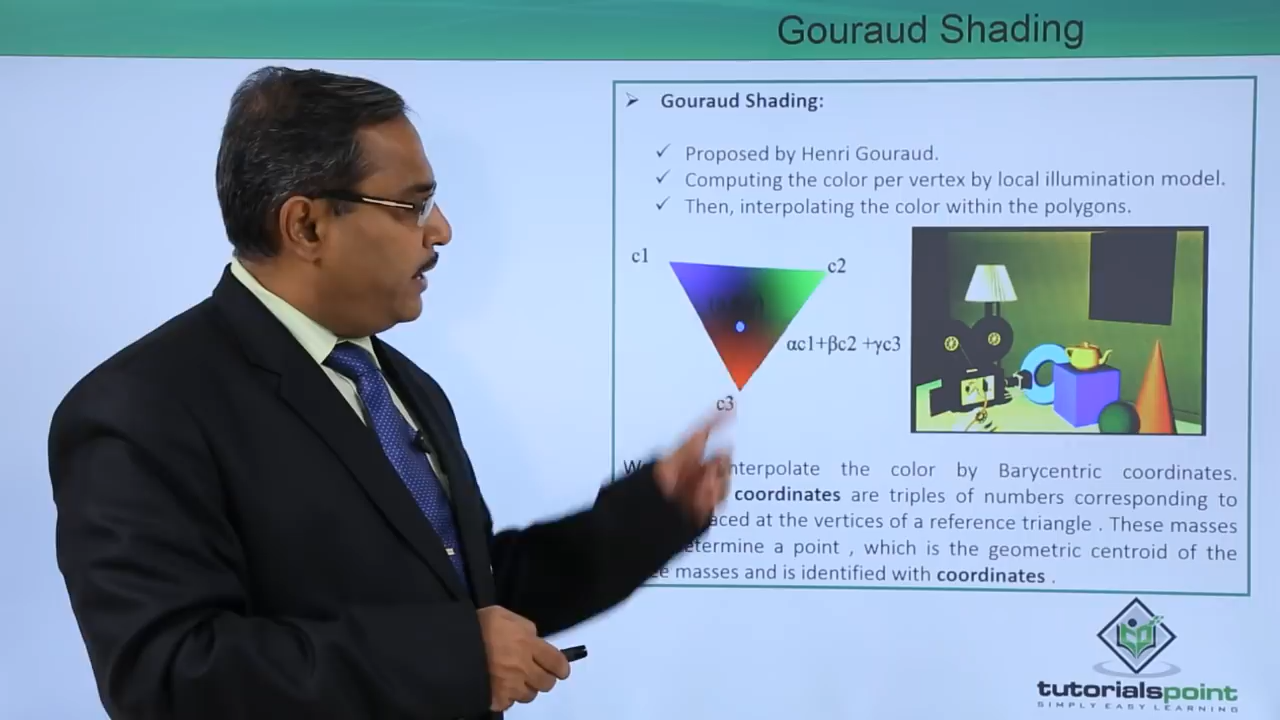 Gouraud Shading
Gouraud Shading:
Proposed by Henri Gouraud.
Computing the color per vertex by local illumination model.
Then, interpolating the color within the polygons.
c1
c2
αc1+βc2 +γc3
c3
the color by Barycentric coordinates.
coordinates are triples of numbers corresponding to
at the vertices of a reference triangle . These masses
a point , which is the geometric centroid of the
masses and is identified with coordinates .
tutorialspoint
SIMPLY EASY LEARNING